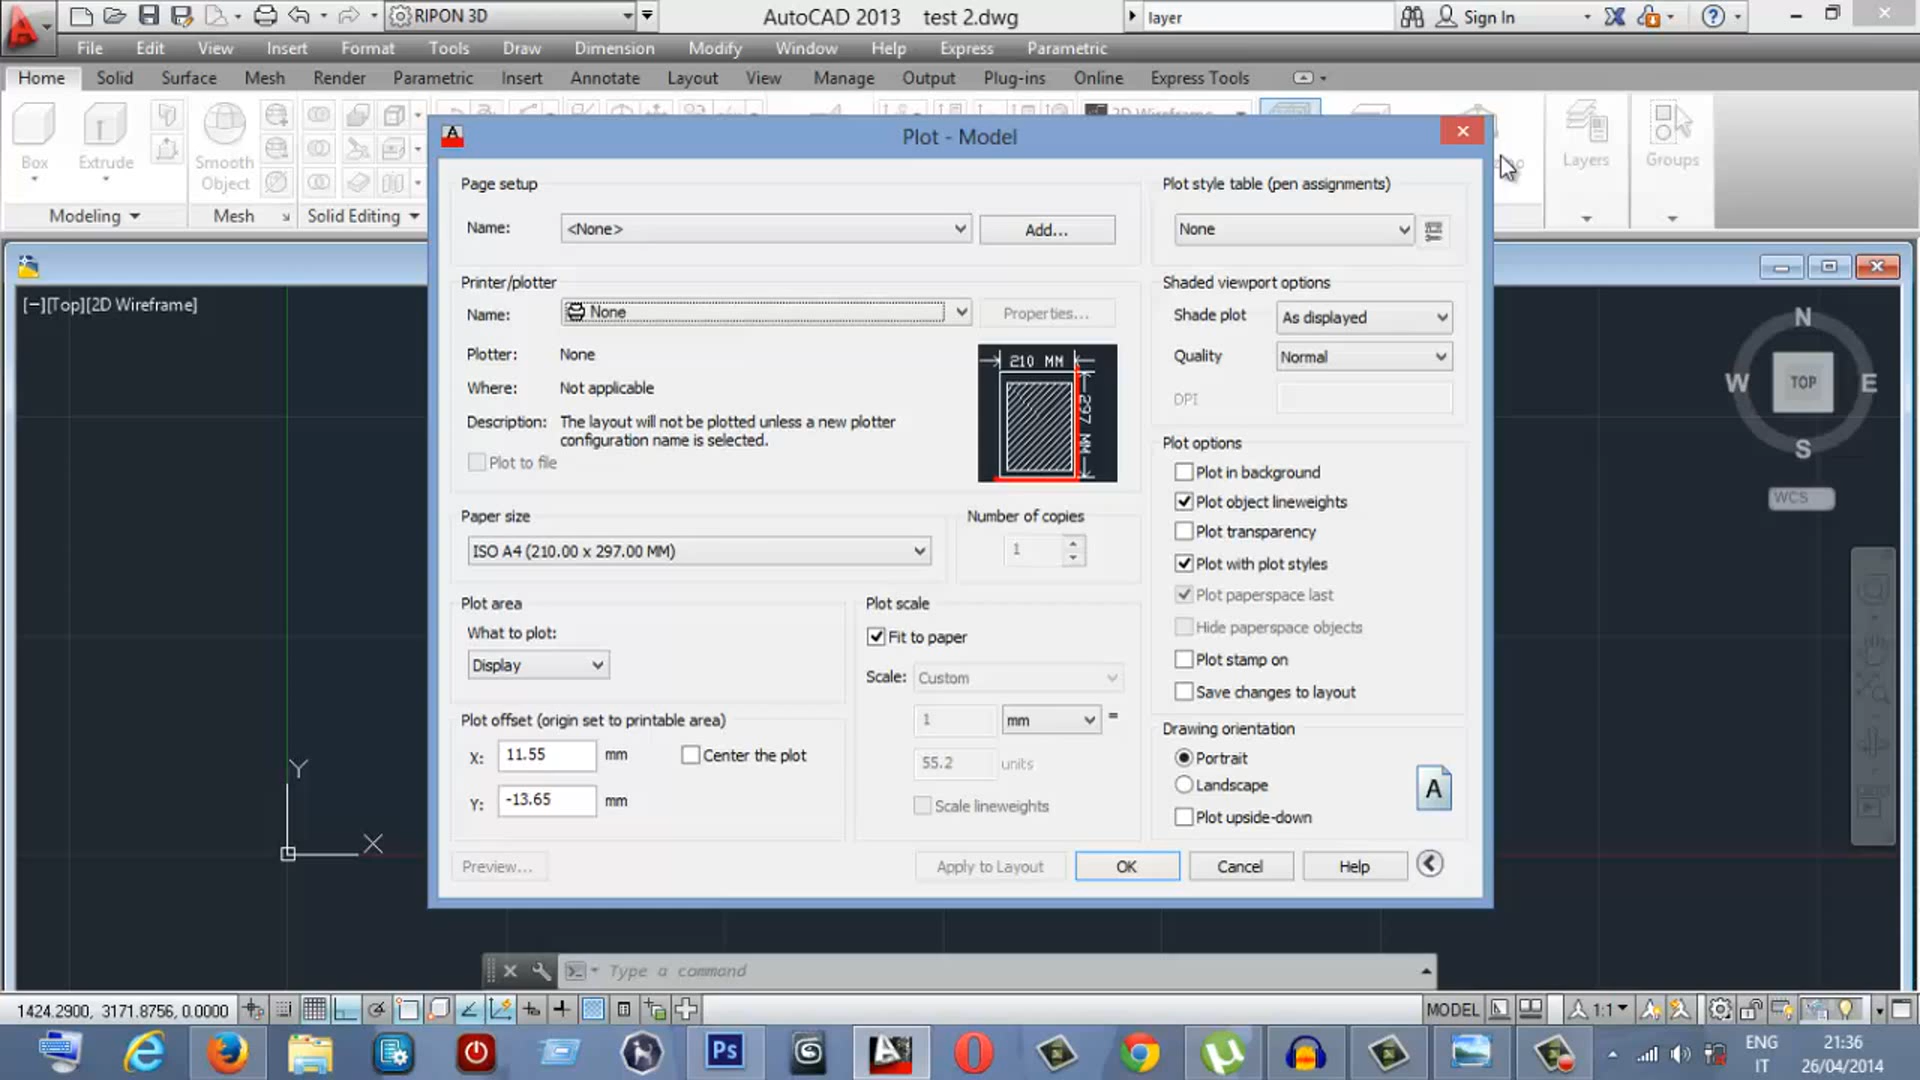 RIPON 3D
AutoCAD 2013 test 2.dwg
layer
Sign In
File Edit View Insert Format Tools Draw Dimension Modify Window Help Express Parametric
Home Solid Surface Mesh Render Parametric Insert Annotate Layout View Manage Output Plug-ins Online Express Tools
Box
Extrude
Smooth
Object
2D Wireframe
Layers
Groups
Modeling
Mesh
Solid Editing
Plot - Model
Page setup
Name:
<None>
Add...
Plot style table (pen assignments)
None
Printer/plotter
Name:
None
Properties...
Plotter:
None
Where:
Not applicable
Description:
The layout will not be plotted unless a new plotter
configuration name is selected.
Plot to file
210 MM
297 MM
Shaded viewport options
Shade plot
As displayed
Quality
Normal
DPI
Paper size
ISO A4 (210.00 x 297.00 MM)
Number of copies
1
Plot options
Plot in background
Plot object lineweights
Plot transparency
Plot with plot styles
Plot paperspace last
Hide paperspace objects
Plot stamp on
Save changes to layout
Plot area
What to plot:
Display
Plot scale
Fit to paper
Scale:
Custom
1
mm
=
55.2
units
Scale lineweights
Plot offset (origin set to printable area)
X:
11.55
mm
Center the plot
Y:
-13.65
mm
Drawing orientation
Portrait
Landscape
Plot upside-down
A
Preview...
Apply to Layout
OK
Cancel
Help
[−][Top][2D Wireframe]
N
W
TOP
E
S
WCS
Y
X
Type a command
1424.2900, 3171.8756, 0.0000
MODEL
1:1
Ps
ENG
IT
21:36
26/04/2014